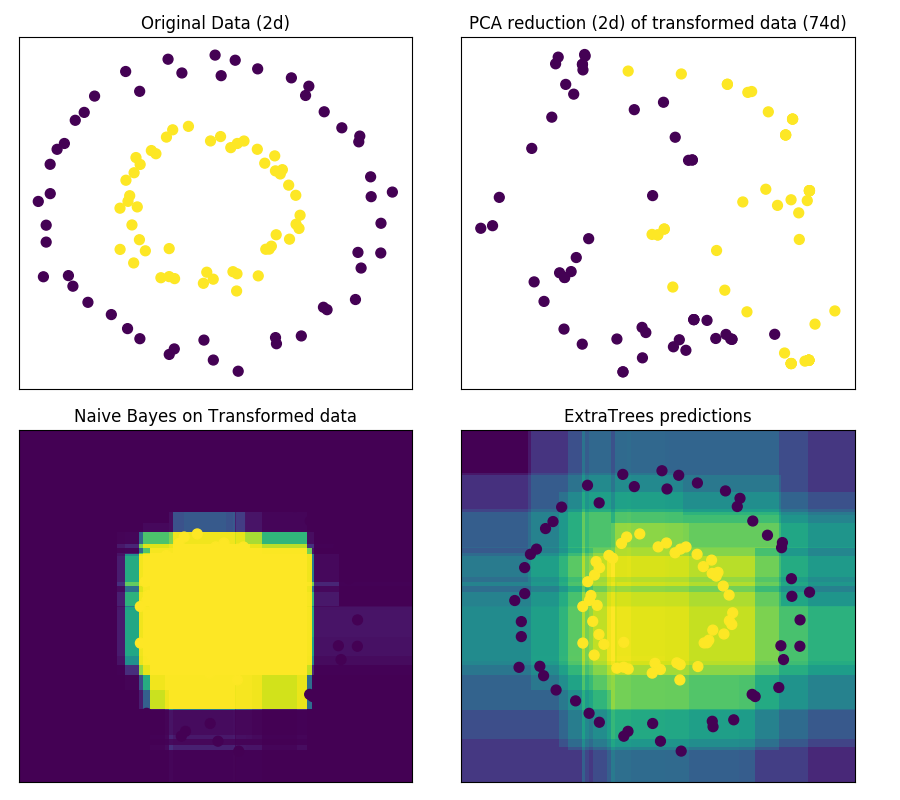 Original Data (2d)
PCA reduction (2d) of transformed data (74d)
Naive Bayes on Transformed data
ExtraTrees predictions